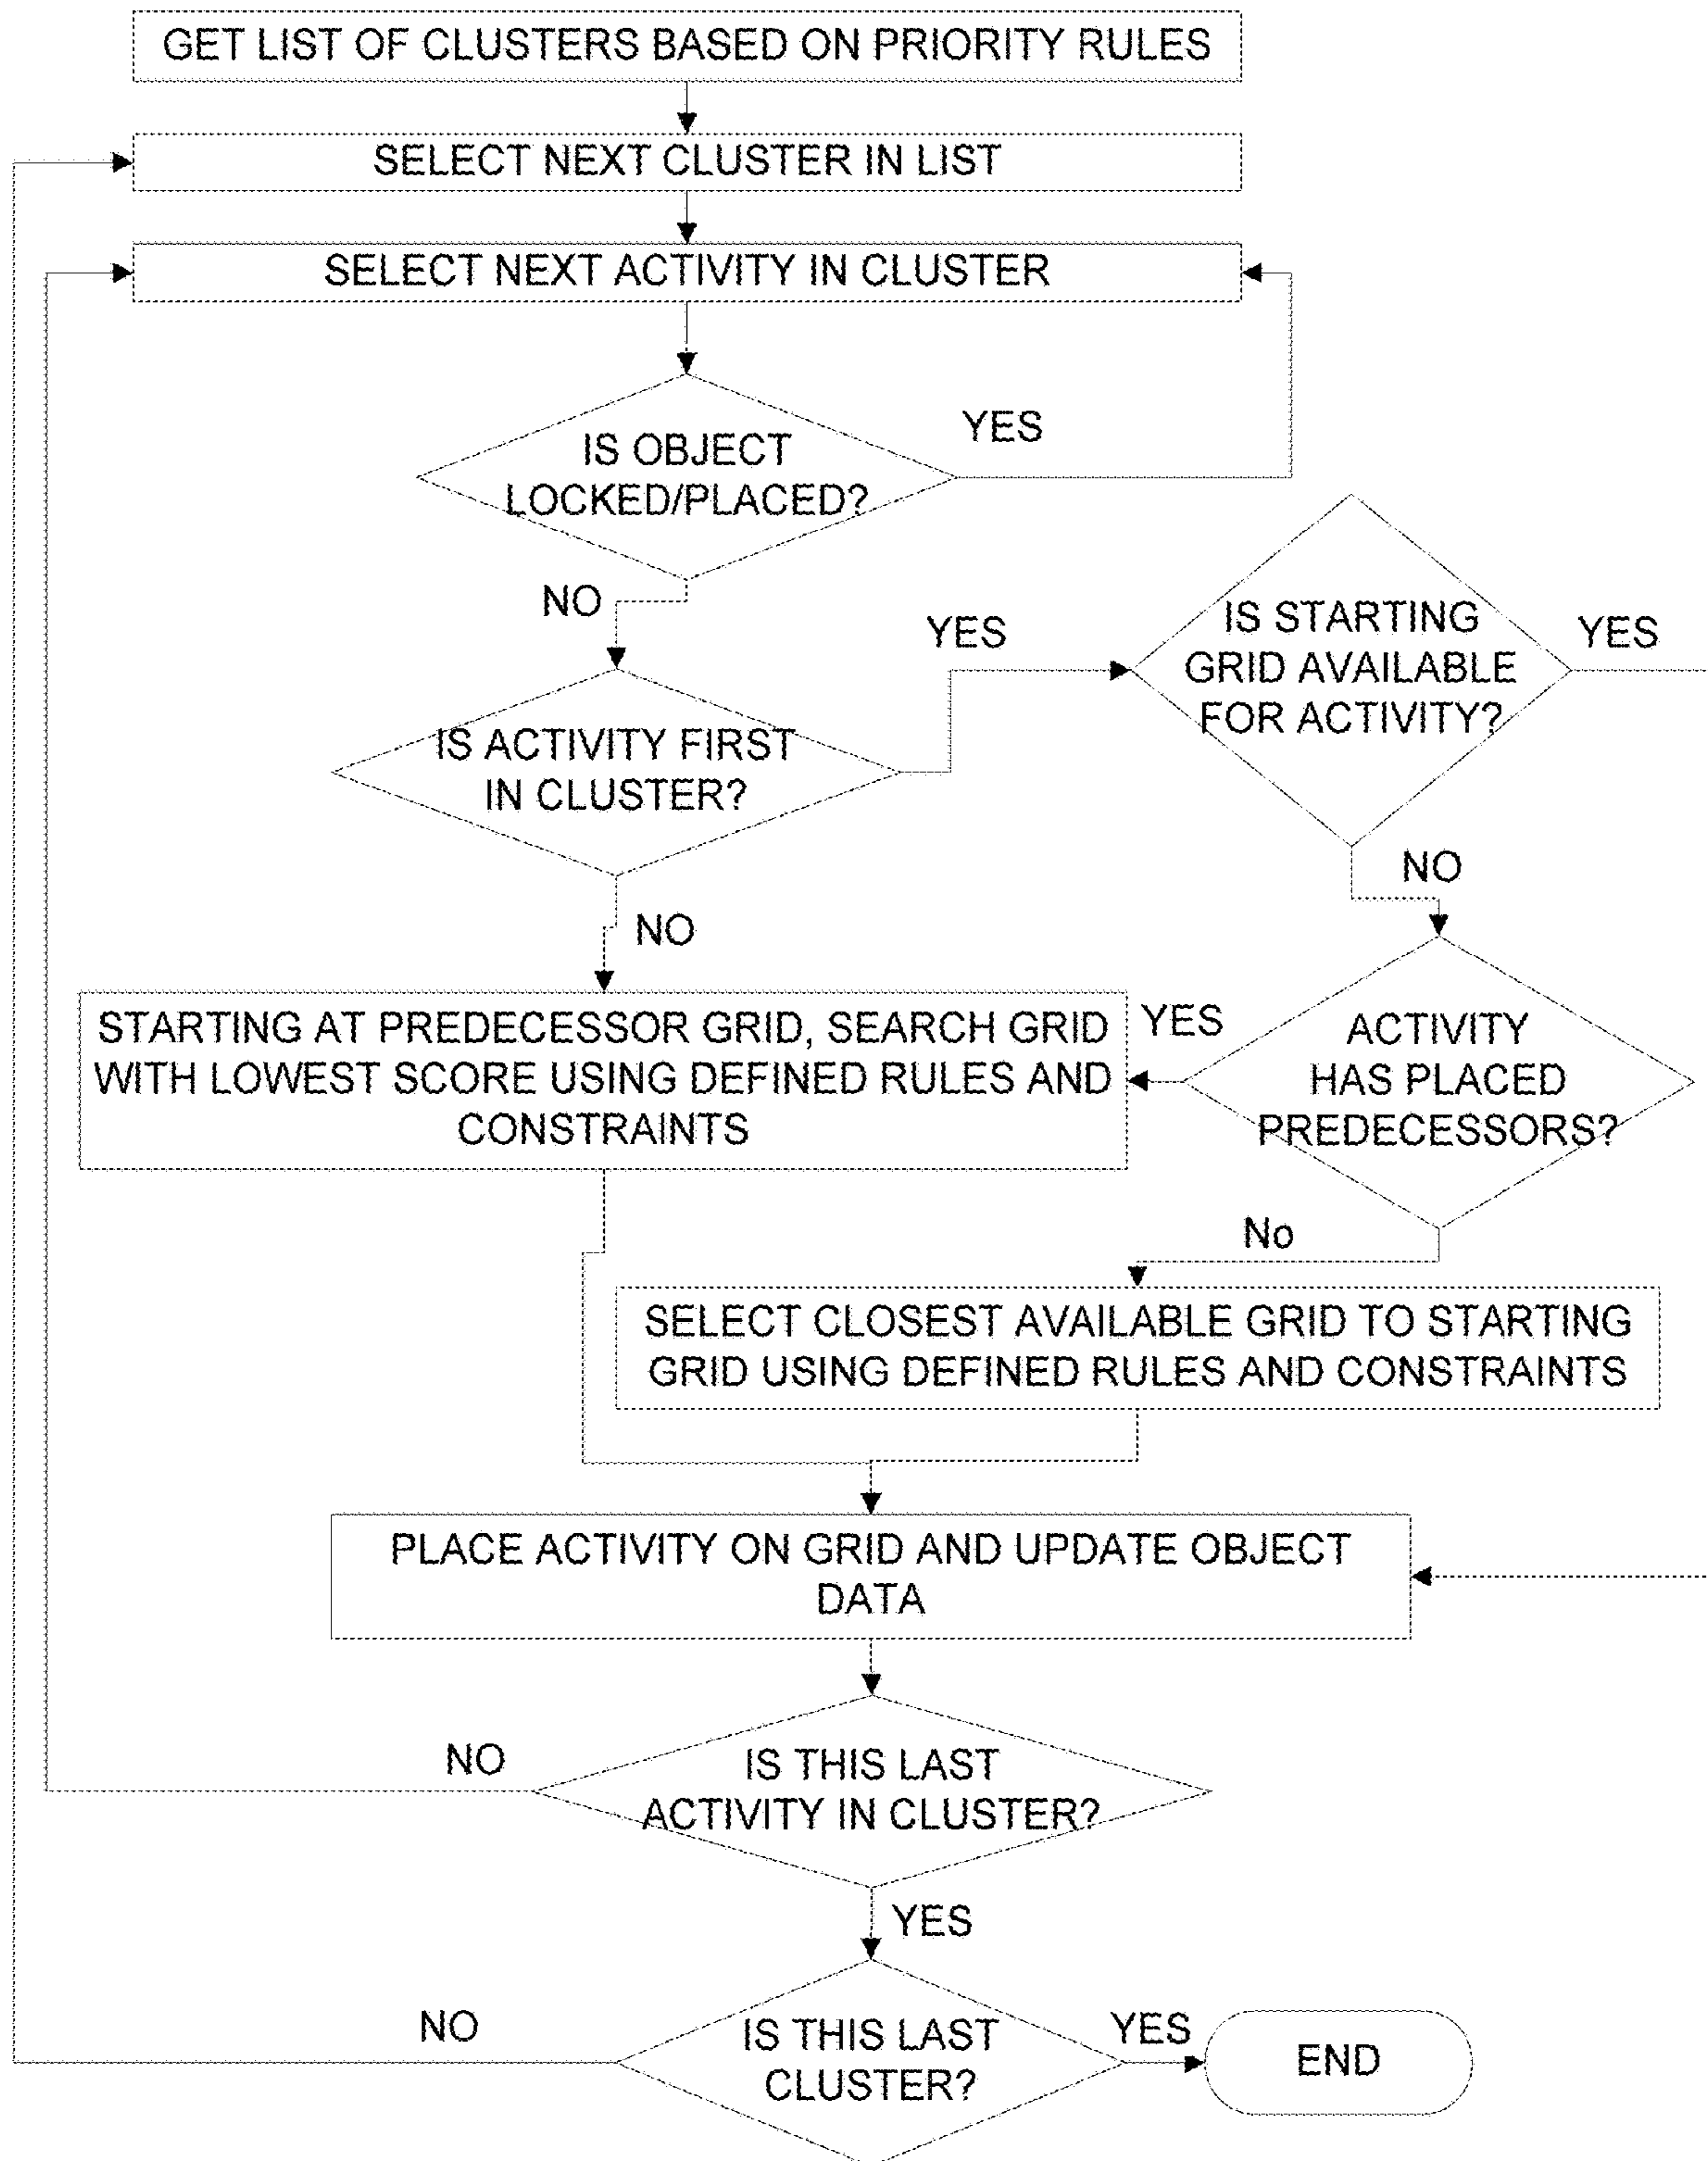 GET LIST OF CLUSTERS BASED ON PRIORITY RULES
SELECT NEXT CLUSTER IN LIST
SELECT NEXT ACTIVITY IN CLUSTER
IS OBJECT
LOCKED/PLACED?
YES
NO
IS STARTING
GRID AVAILABLE
FOR ACTIVITY?
YES
YES
IS ACTIVITY FIRST
IN CLUSTER?
NO
NO
STARTING AT PREDECESSOR GRID, SEARCH GRID
WITH LOWEST SCORE USING DEFINED RULES AND
CONSTRAINTS
YES
ACTIVITY
HAS PLACED
PREDECESSORS?
No
SELECT CLOSEST AVAILABLE GRID TO STARTING
GRID USING DEFINED RULES AND CONSTRAINTS
PLACE ACTIVITY ON GRID AND UPDATE OBJECT
DATA
NO
IS THIS LAST
ACTIVITY IN CLUSTER?
YES
NO
IS THIS LAST
CLUSTER?
YES
END